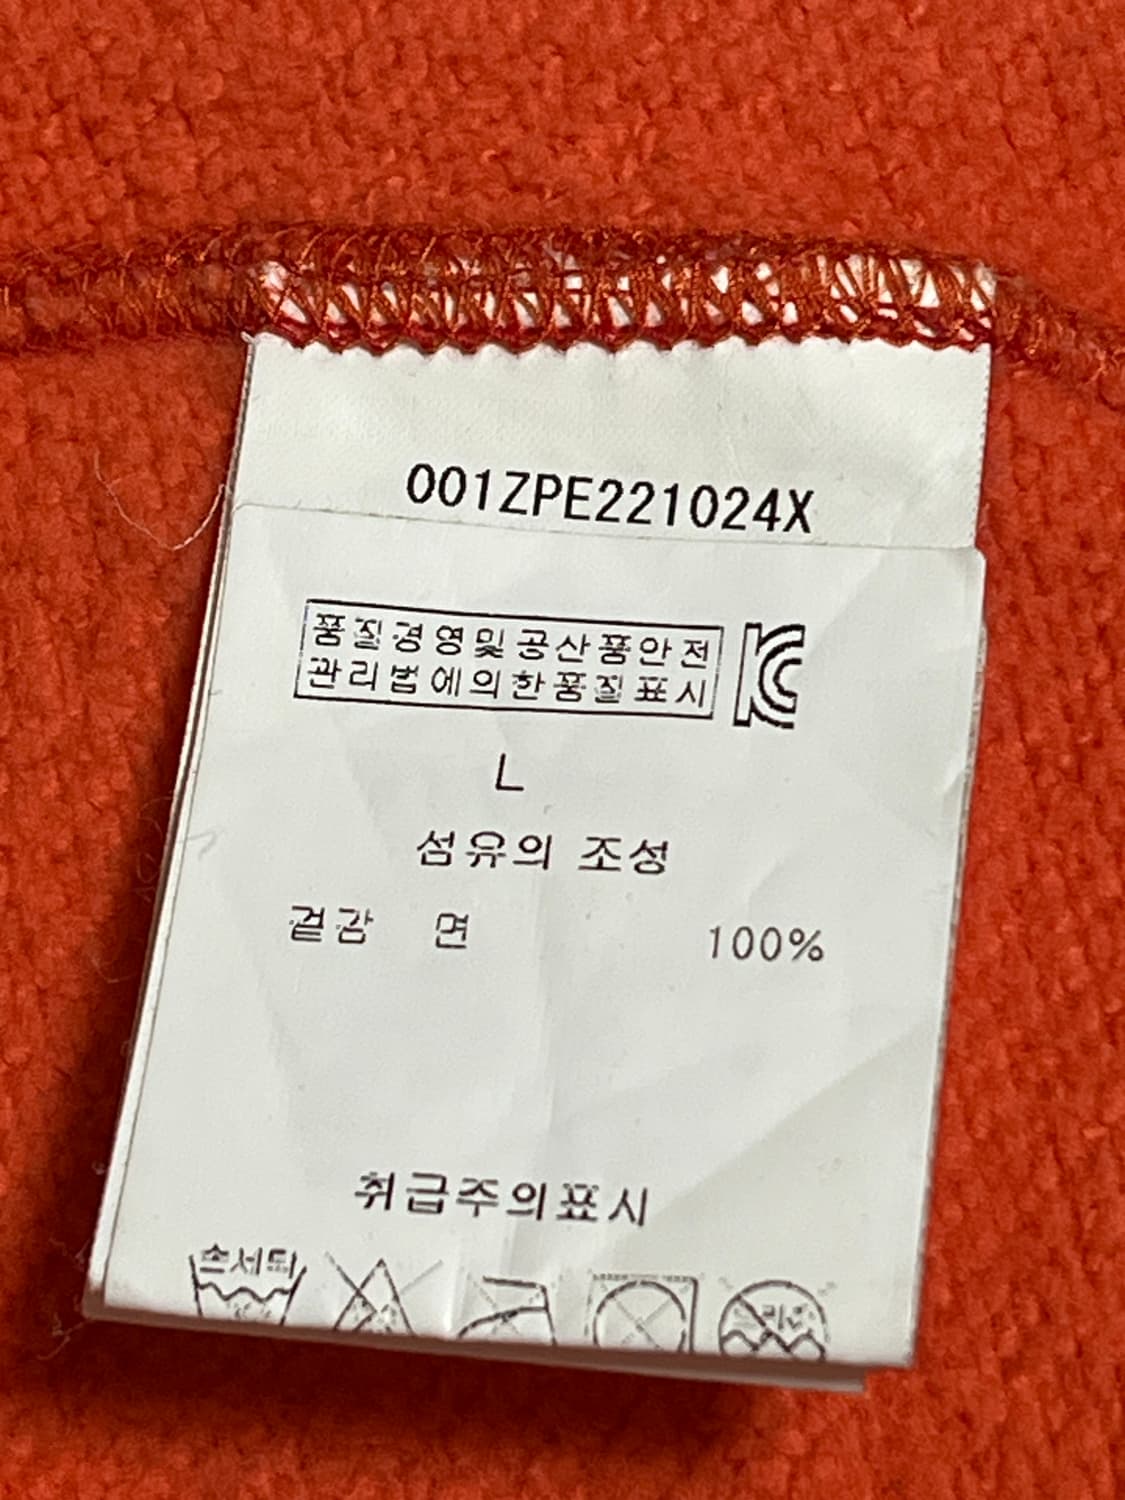 001ZPE221024X
품질경영및공산품안전
관리법에의한품질표시
KC
L
섬유의 조성
겉감 면 100%
취급주의표시
손세탁